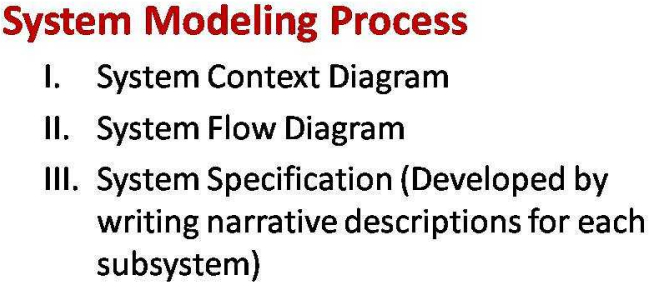 System Modeling Process
I. System Context Diagram
II. System Flow Diagram
III. System Specification (Developed by
writing narrative descriptions for each
subsystem)